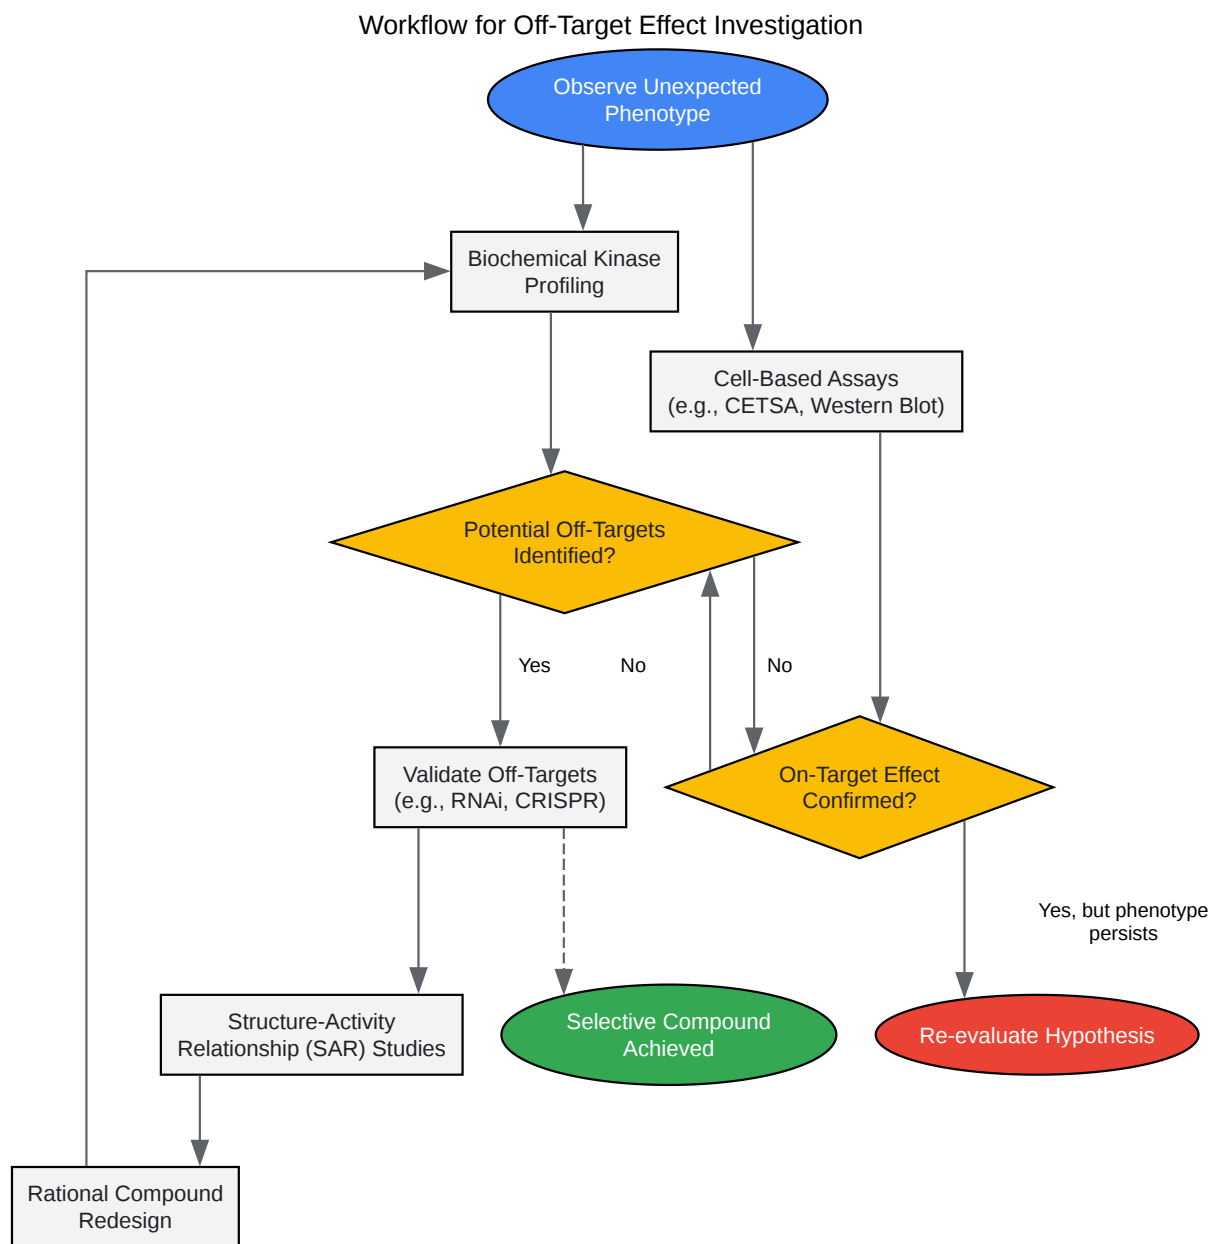 Workflow for Off-Target Effect Investigation
Observe Unexpected
Phenotype
Biochemical Kinase
Profiling
Cell-Based Assays
(e.g., CETSA, Western Blot)
Potential Off-Targets
Identified?
Yes
No
No
Validate Off-Targets
(e.g., RNAi, CRISPR)
On-Target Effect
Confirmed?
Yes, but phenotype
persists
Structure-Activity
Relationship (SAR) Studies
Selective Compound
Achieved
Re-evaluate Hypothesis
Rational Compound
Redesign